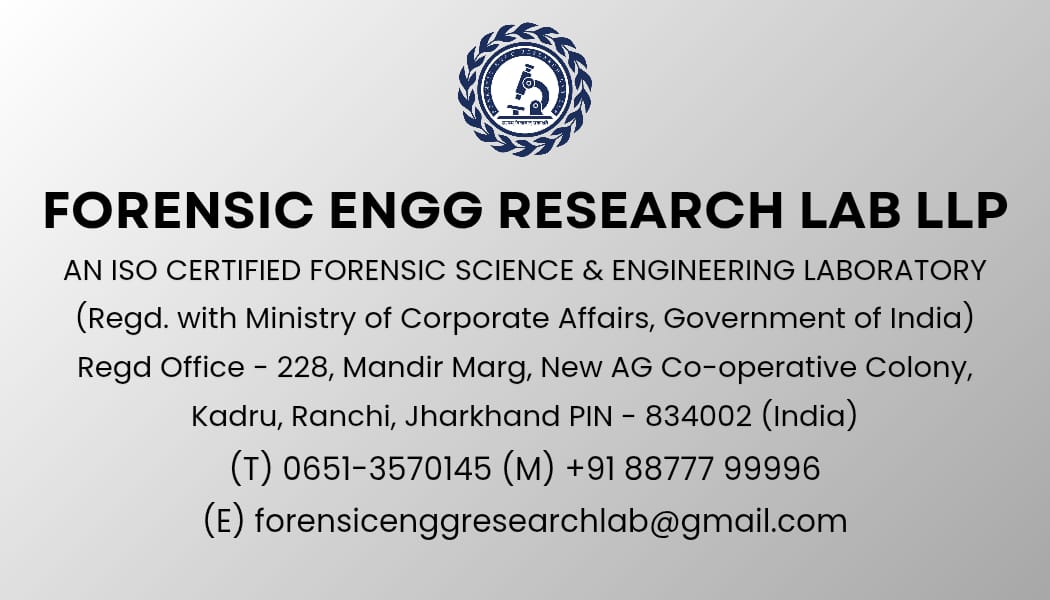 FORENSIC ENGG RESEARCH LAB LLP
AN ISO CERTIFIED FORENSIC SCIENCE & ENGINEERING LABORATORY
(Regd. with Ministry of Corporate Affairs, Government of India)
Regd Office - 228, Mandir Marg, New AG Co-operative Colony,
Kadru, Ranchi, Jharkhand PIN - 834002 (India)
(T) 0651-3570145 (M) +91 88777 99996
(E) forensicenggresearchlab@gmail.com